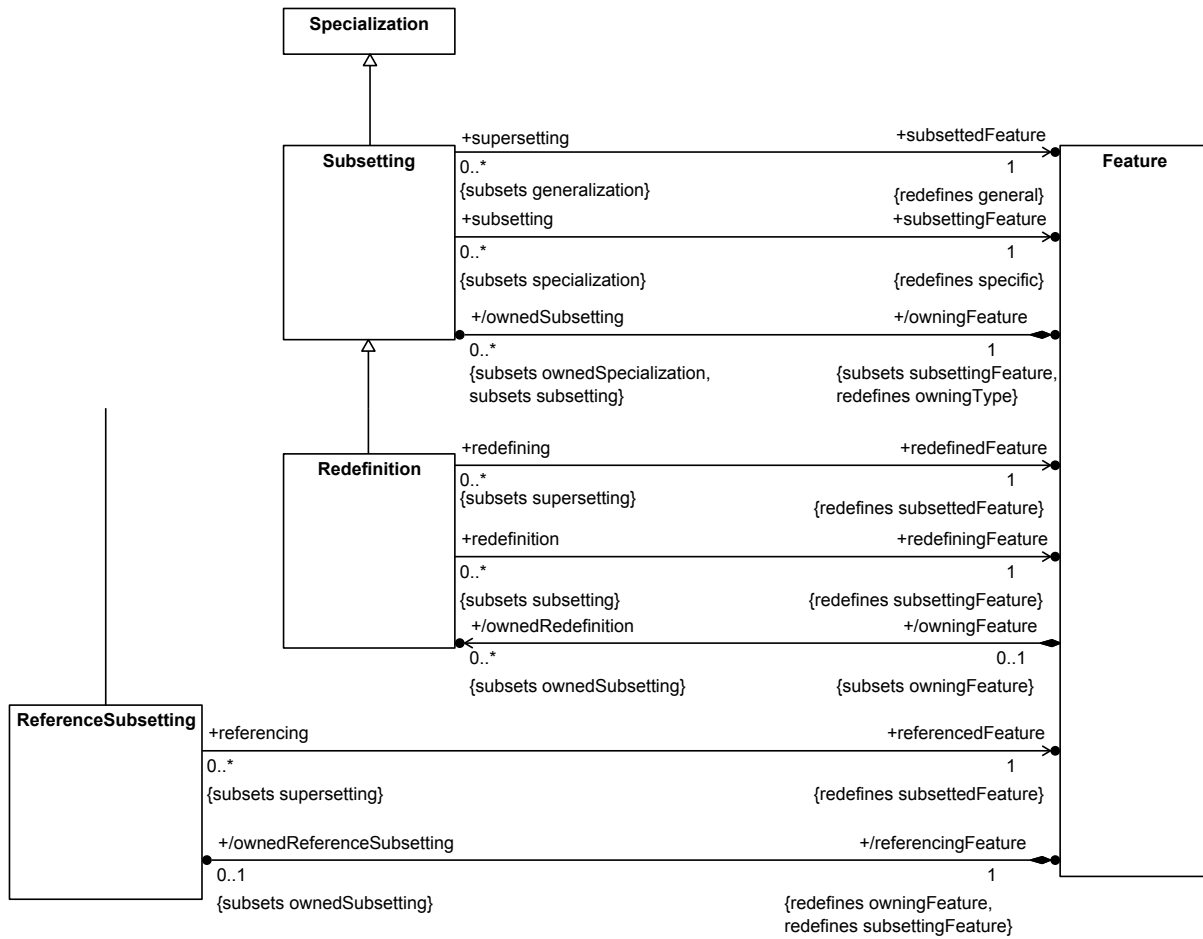 Specialization
+supersetting
+subsettedFeature
Subsetting
Feature
0..*
1
{subsets generalization}
{redefines general}
+subsetting
+subsettingFeature
0..*
1
{subsets specialization}
{redefines specific}
+/ownedSubsetting
+/owningFeature
0..*
1
{subsets ownedSpecialization,
subsets subsetting}
{subsets subsettingFeature,
redefines owningType}
+redefining
+redefinedFeature
Redefinition
0..*
1
{subsets supersetting}
{redefines subsettedFeature}
+redefinition
+redefiningFeature
0..*
1
{subsets subsetting}
{redefines subsettingFeature}
+/ownedRedefinition
+/owningFeature
0..*
0..1
{subsets ownedSubsetting}
{subsets owningFeature}
ReferenceSubsetting
+referencing
+referencedFeature
0..*
1
{subsets supersetting}
{redefines subsettedFeature}
+/ownedReferenceSubsetting
+/referencingFeature
0..1
1
{subsets ownedSubsetting}
{redefines owningFeature,
redefines subsettingFeature}